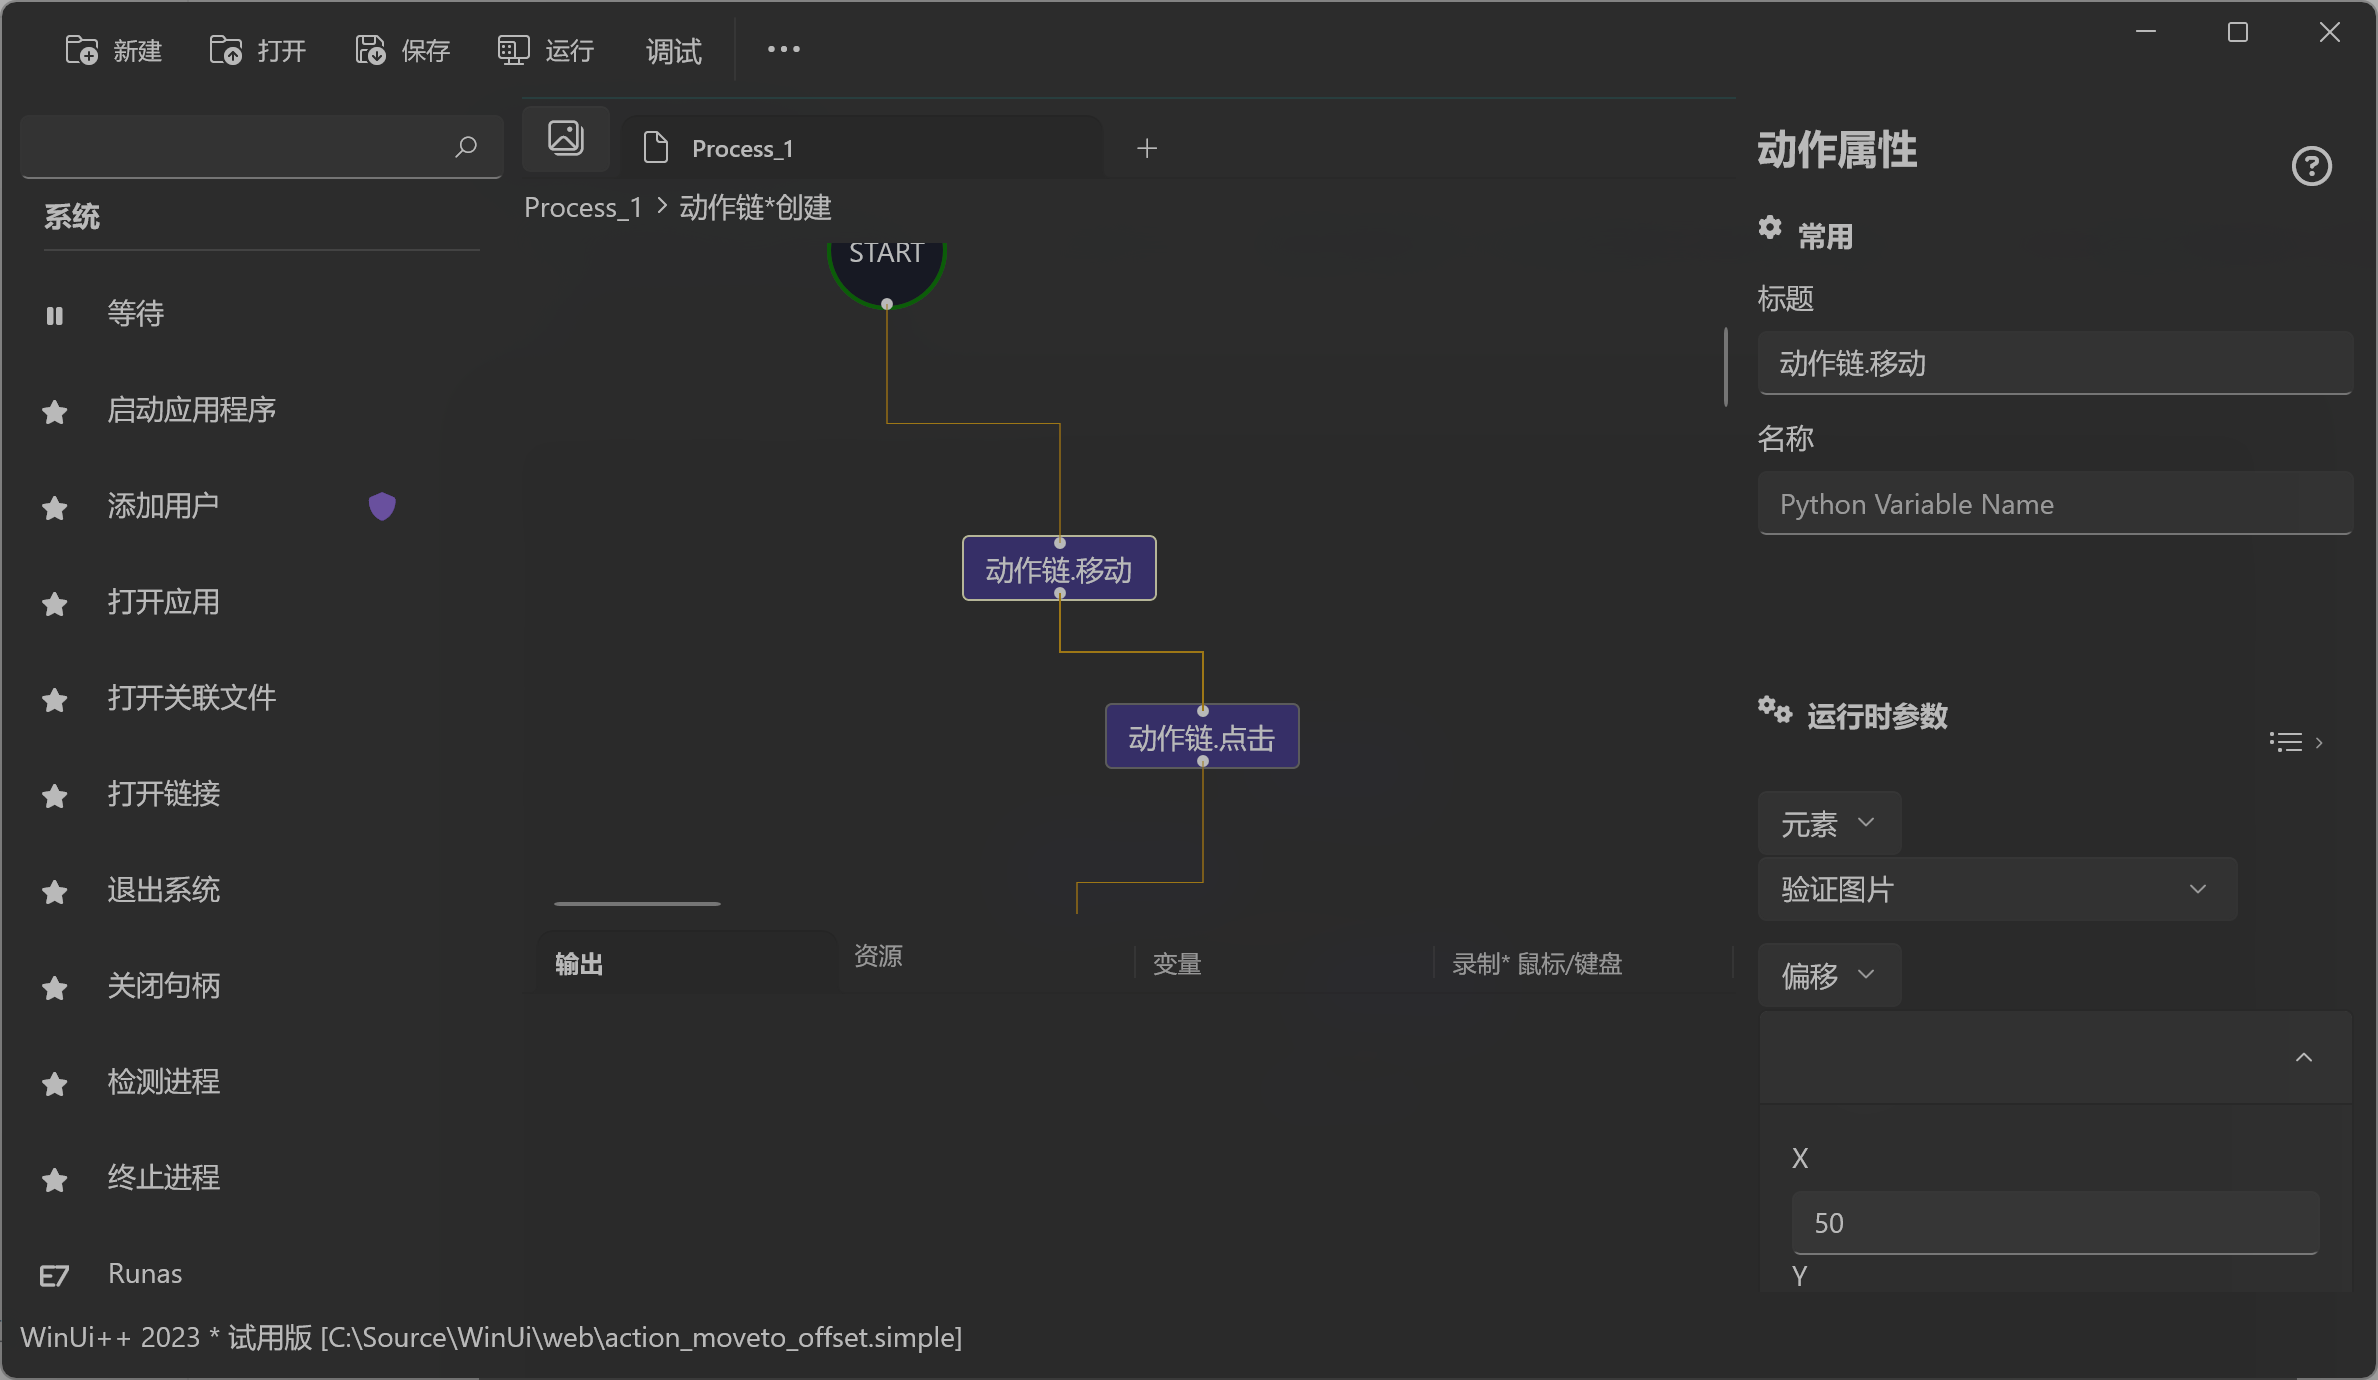 新建 打开 保存 运行 调试
Process_1
Process_1 > 动作链*创建
系统
等待
启动应用程序
添加用户
打开应用
打开关联文件
打开链接
退出系统
关闭句柄
检测进程
终止进程
Runas
START
动作链.移动
动作链.点击
输出 资源 变量 录制* 鼠标/键盘
动作属性
常用
标题
动作链.移动
名称
Python Variable Name
运行时参数
元素
验证图片
偏移
X
50
Y
WinUi++ 2023 * 试用版 [C:\Source\WinUi\web\action_moveto_offset.simple]